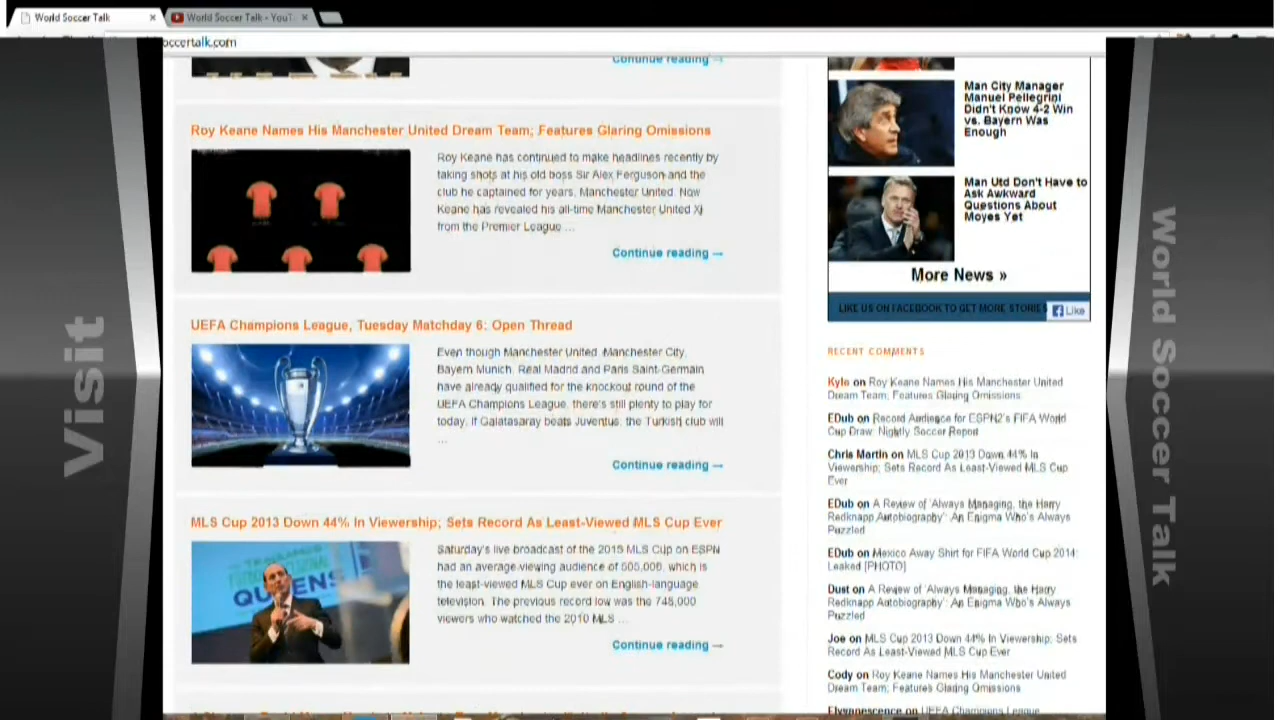 World Soccer Talk
World Soccer Talk - YouT
occertalk.com
Continue reading →
Roy Keane Names His Manchester United Dream Team; Features Glaring Omissions
Roy Keane has continued to make headlines recently by
taking shots at his old boss Sir Alex Ferguson and the
club he captained for years, Manchester United. Now
Keane has revealed his all-time Manchester United XI
from the Premier League ...
Continue reading →
UEFA Champions League, Tuesday Matchday 6: Open Thread
Even though Manchester United, Manchester City,
Bayern Munich, Real Madrid and Paris Saint-Germain
have already qualified for the knockout round of the
UEFA Champions League, there's still plenty to play for
today. If Galatasaray beats Juventus, the Turkish club will
...
Continue reading →
MLS Cup 2013 Down 44% In Viewership; Sets Record As Least-Viewed MLS Cup Ever
QUEENS
Saturday's live broadcast of the 2013 MLS Cup on ESPN
had an average viewing audience of 505,000, which is
the least-viewed MLS Cup ever on English-language
television. The previous record low was the 748,000
viewers who watched the 2010 MLS ...
Continue reading →
Man City Manager
Manuel Pellegrini
Didn't Know 4-2 Win
vs. Bayern Was
Enough
Man Utd Don't Have to
Ask Awkward
Questions About
Moyes Yet
More News »
LIKE US ON FACEBOOK TO GET MORE STORIES
Like
RECENT COMMENTS
Kyle on Roy Keane Names His Manchester United
Dream Team; Features Glaring Omissions
EDub on Record Audience for ESPN2's FIFA World
Cup Draw: Nightly Soccer Report
Chris Martin on MLS Cup 2013 Down 44% In
Viewership; Sets Record As Least-Viewed MLS Cup
Ever
EDub on A Review of 'Always Managing, the Harry
Redknapp Autobiography': An Enigma Who's Always
Puzzled
EDub on Mexico Away Shirt for FIFA World Cup 2014:
Leaked [PHOTO]
Dust on A Review of 'Always Managing, the Harry
Redknapp Autobiography': An Enigma Who's Always
Puzzled
Joe on MLS Cup 2013 Down 44% In Viewership; Sets
Record As Least-Viewed MLS Cup Ever
Cody on Roy Keane Names His Manchester United
Dream Team; Features Glaring Omissions
Elyvanescence on UEFA Champions League,
Visit
World Soccer Talk